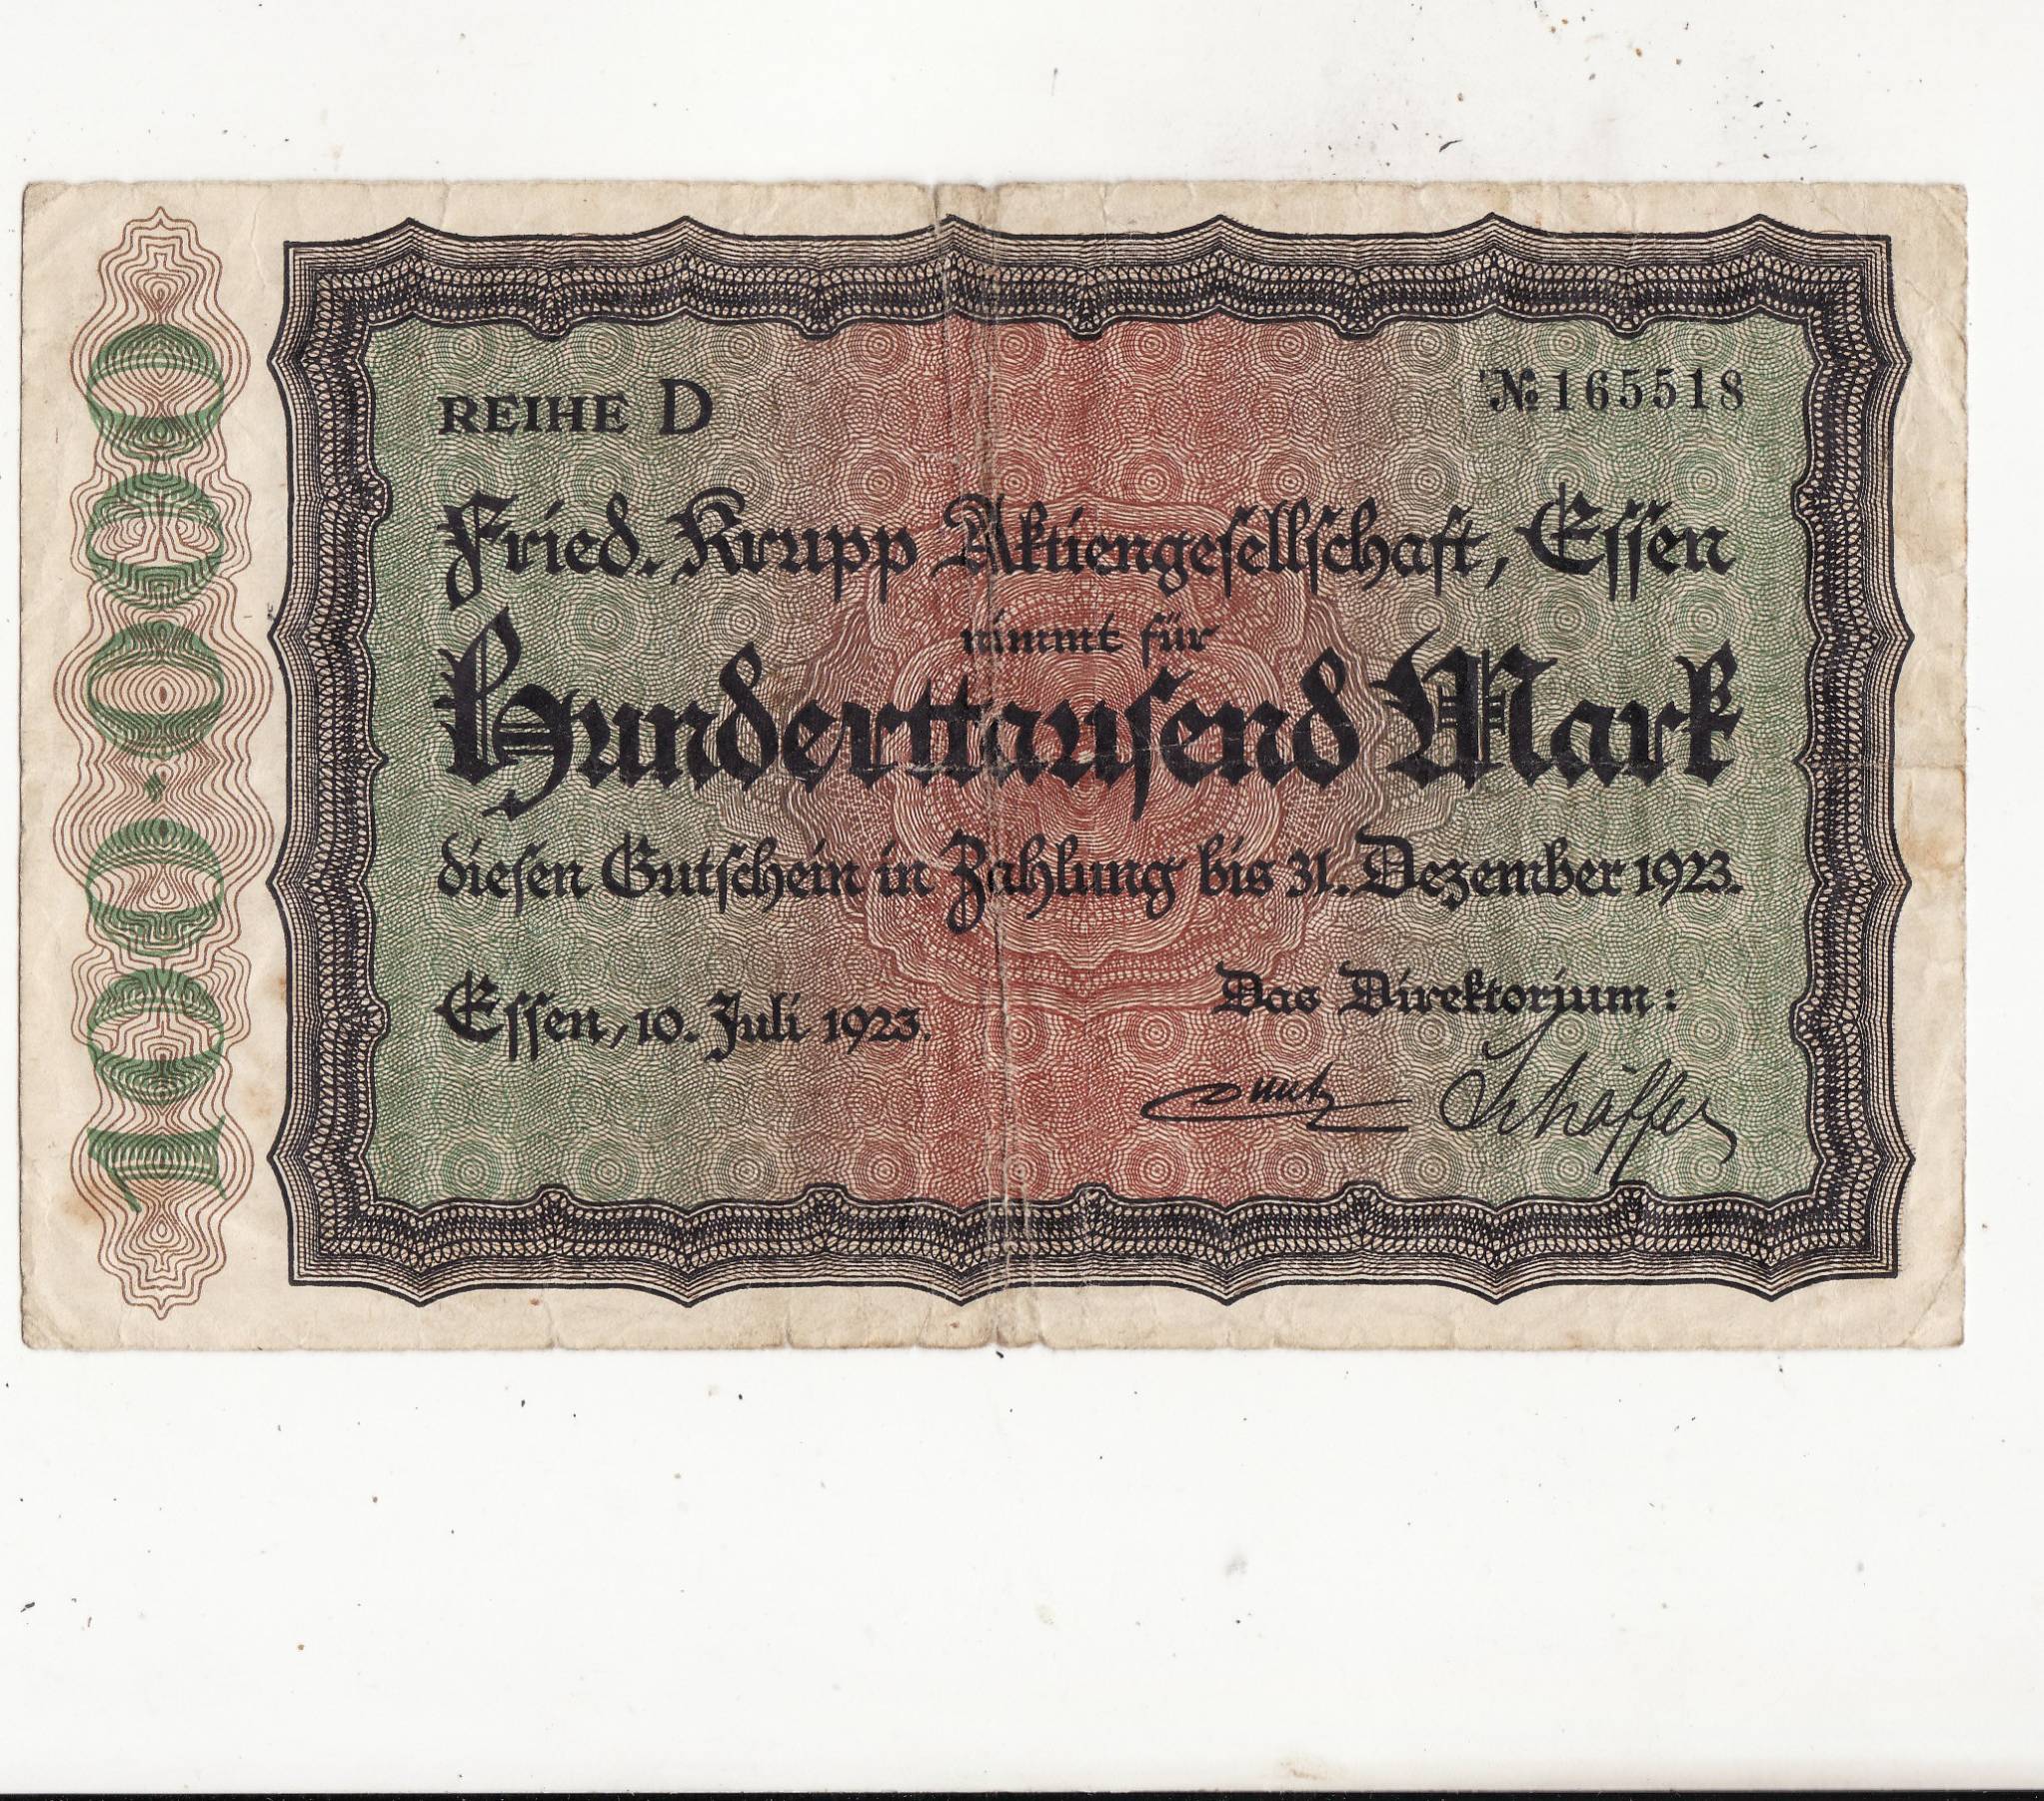 REIHE D
№ 165518
Fried. Krupp Aktiengesellschaft, Essen
nimmt für
Hunderttausend Mark
diesen Gutschein in Zahlung bis 31. Dezember 1923.
Essen, 10. Juli 1923.
Das Direktorium:
Schäffer
100.000